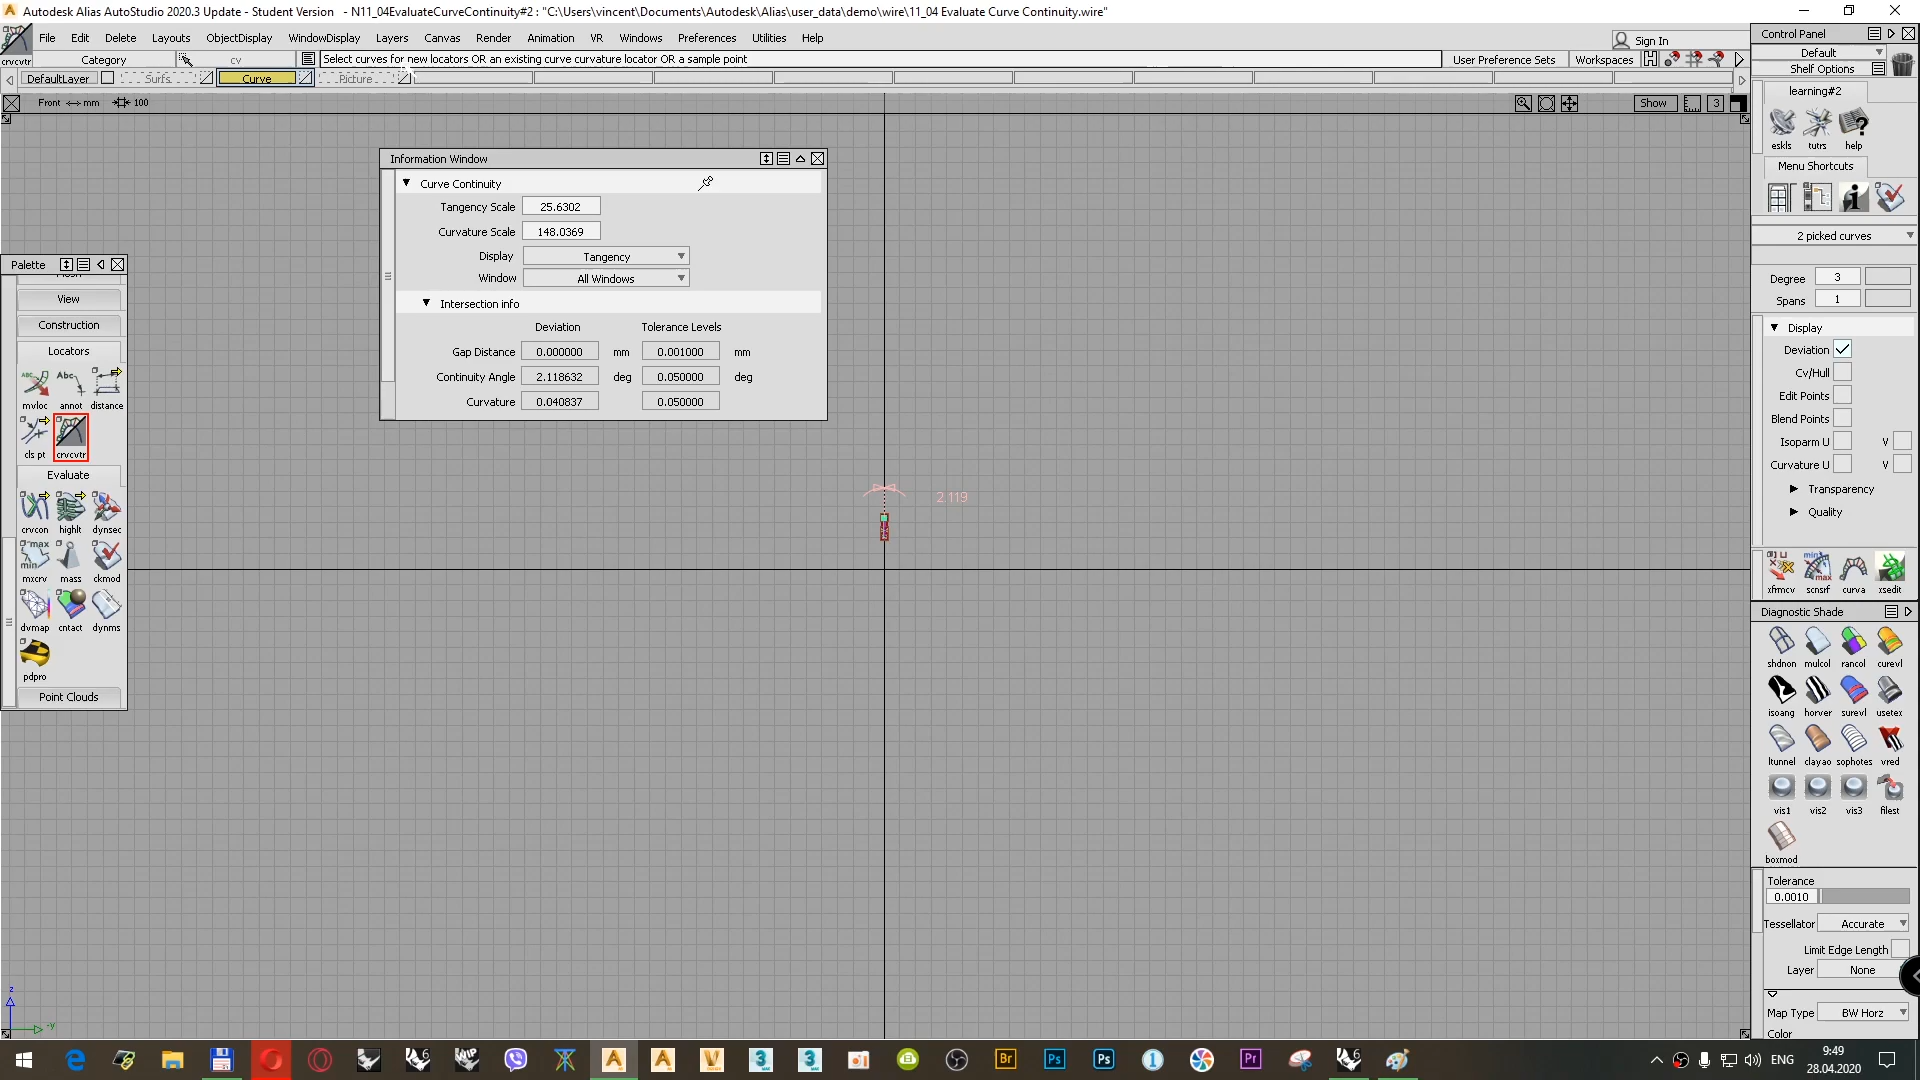 Autodesk Alias AutoStudio 2020.3 Update - Student Version - N11_04EvaluateCurveContinuity#2 : "C:\Users\vincent\Documents\Autodesk\Alias\user_data\demo\wire\11_04 Evaluate Curve Continuity.wire"
File Edit Delete Layouts ObjectDisplay WindowDisplay Layers Canvas Render Animation VR Windows Preferences Utilities Help
Sign In
crvcvtr Category cv Select curves for new locators OR an existing curve curvature locator OR a sample point User Preference Sets Workspaces
DefaultLayer Surfs Curve Picture
Front mm 100 Show 3
Information Window
Curve Continuity
Tangency Scale 25.6302
Curvature Scale 148.0369
Display Tangency
Window All Windows
Intersection info
Deviation Tolerance Levels
Gap Distance 0.000000 mm 0.001000 mm
Continuity Angle 2.118632 deg 0.050000 deg
Curvature 0.040837 0.050000
2.119
Palette
View
Construction
Locators
mvloc annot distance
cls pt crvcvtr
Evaluate
crvcon highlt dynsec
mxcrv mass ckmod
dvmap cntact dynms
pdpro
Point Clouds
Control Panel
Default
Shelf Options
learning#2
eskls tutrs help
Menu Shortcuts
2 picked curves
Degree 3
Spans 1
Display
Deviation
Cv/Hull
Edit Points
Blend Points
Isoparm U V
Curvature U V
Transparency
Quality
xfrmcv scnsrf curva xsedit
Diagnostic Shade
shdnon mulcol rancol curevl
isoang horver surevl usetex
ltunnel clayao sophotes vred
vis1 vis2 vis3 filest
boxmod
Tolerance
0.0010
Tessellator Accurate
Limit Edge Length
Layer None
Map Type BW Horz
Color
z
-y
ENG
9:49
28.04.2020